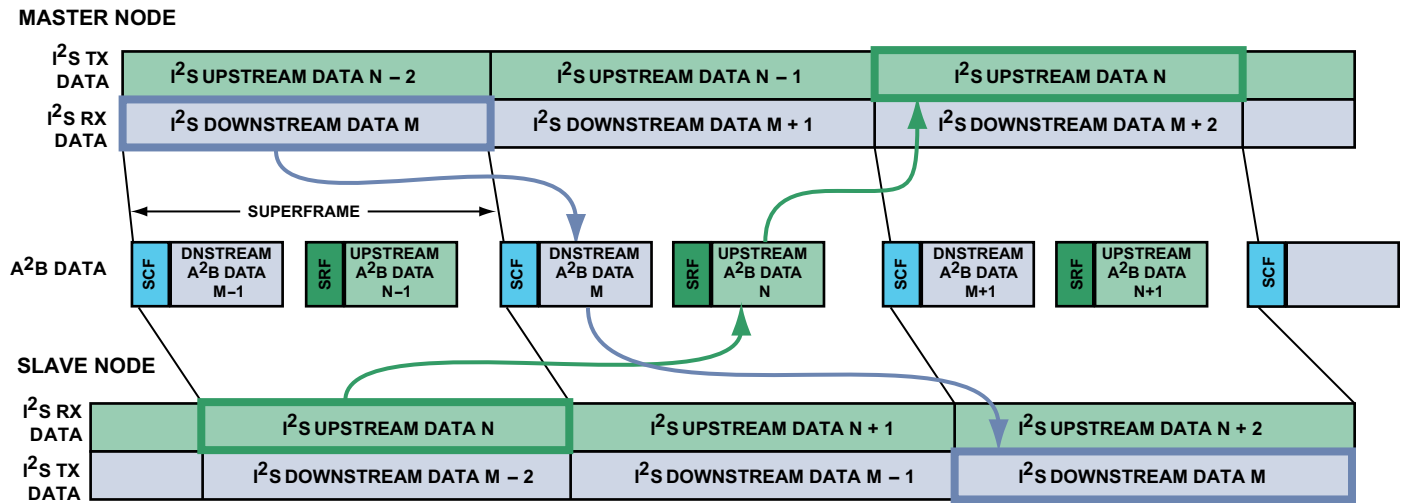 MASTER NODE
I²S TX
DATA
I²S UPSTREAM DATA N – 2
I²S UPSTREAM DATA N – 1
I²S UPSTREAM DATA N
I²S RX
DATA
I²S DOWNSTREAM DATA M
I²S DOWNSTREAM DATA M + 1
I²S DOWNSTREAM DATA M + 2
SUPERFRAME
A²B DATA
SCF
DNSTREAM
A²B DATA
M–1
SRF
UPSTREAM
A²B DATA
N-1
SCF
DNSTREAM
A²B DATA
M
SRF
UPSTREAM
A²B DATA
N
SCF
DNSTREAM
A²B DATA
M+1
SRF
UPSTREAM
A²B DATA
N+1
SCF
SLAVE NODE
I²S RX
DATA
I²S UPSTREAM DATA N
I²S UPSTREAM DATA N + 1
I²S UPSTREAM DATA N + 2
I²S TX
DATA
I²S DOWNSTREAM DATA M – 2
I²S DOWNSTREAM DATA M – 1
I²S DOWNSTREAM DATA M